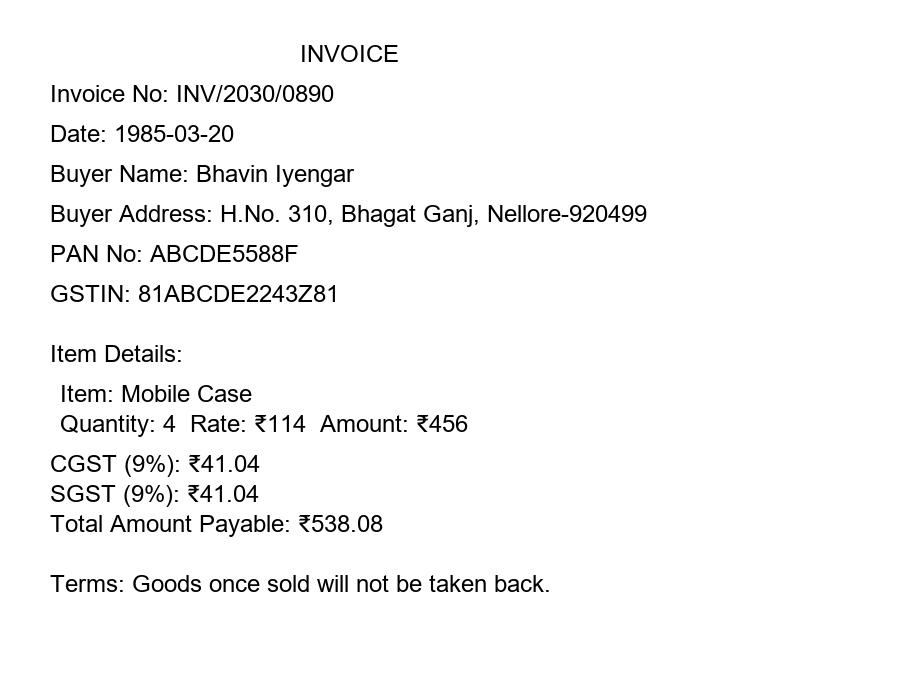 INVOICE
Invoice No: INV/2030/0890
Date: 1985-03-20
Buyer Name: Bhavin Iyengar
Buyer Address: H.No. 310, Bhagat Ganj, Nellore-920499
PAN No: ABCDE5588F
GSTIN: 81ABCDE2243Z81
Item Details:
Item: Mobile Case
Quantity: 4 Rate: ₹114 Amount: ₹456
CGST (9%): ₹41.04
SGST (9%): ₹41.04
Total Amount Payable: ₹538.08
Terms: Goods once sold will not be taken back.